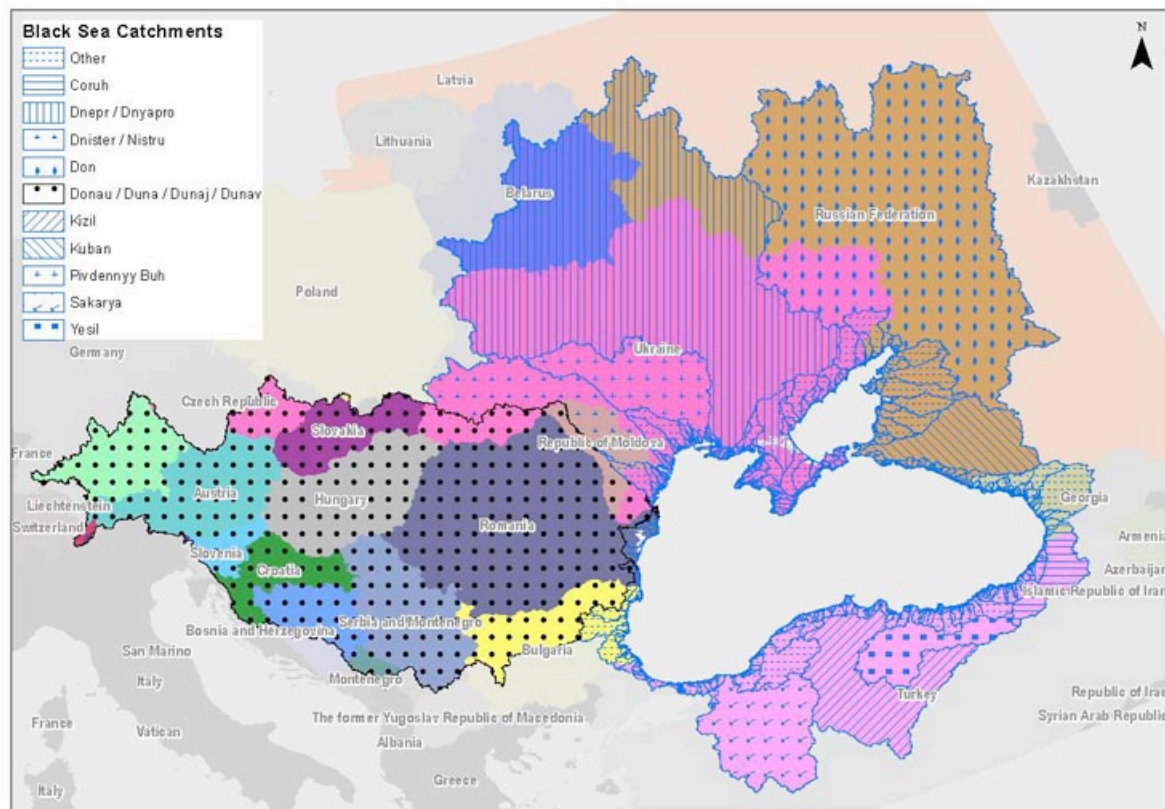 Black Sea Catchments
Other
Coruh
Dnepr / Dnyapro
Dnister / Nistru
Don
Donau / Duna / Dunaj / Dunav
Kizil
Kuban
Pivdennyy Buh
Sakarya
Yesil
N
Latvia
Lithuania
Belarus
Kazakhstan
Russian Federation
Poland
Germany
Ukraine
Czech Republic
Slovakia
Republic of Moldova
France
Austria
Hungary
Liechtenstein
Switzerland
Romania
Georgia
Slovenia
Armenia
Croatia
Azerbaijan
Islamic Republic of Iran
Bosnia and Herzegovina
Serbia and Montenegro
San Marino
Bulgaria
Italy
Montenegro
Turkey
Republic of Iraq
France
The former Yugoslav Republic of Macedonia
Syrian Arab Republic
Vatican
Albania
Italy
Greece